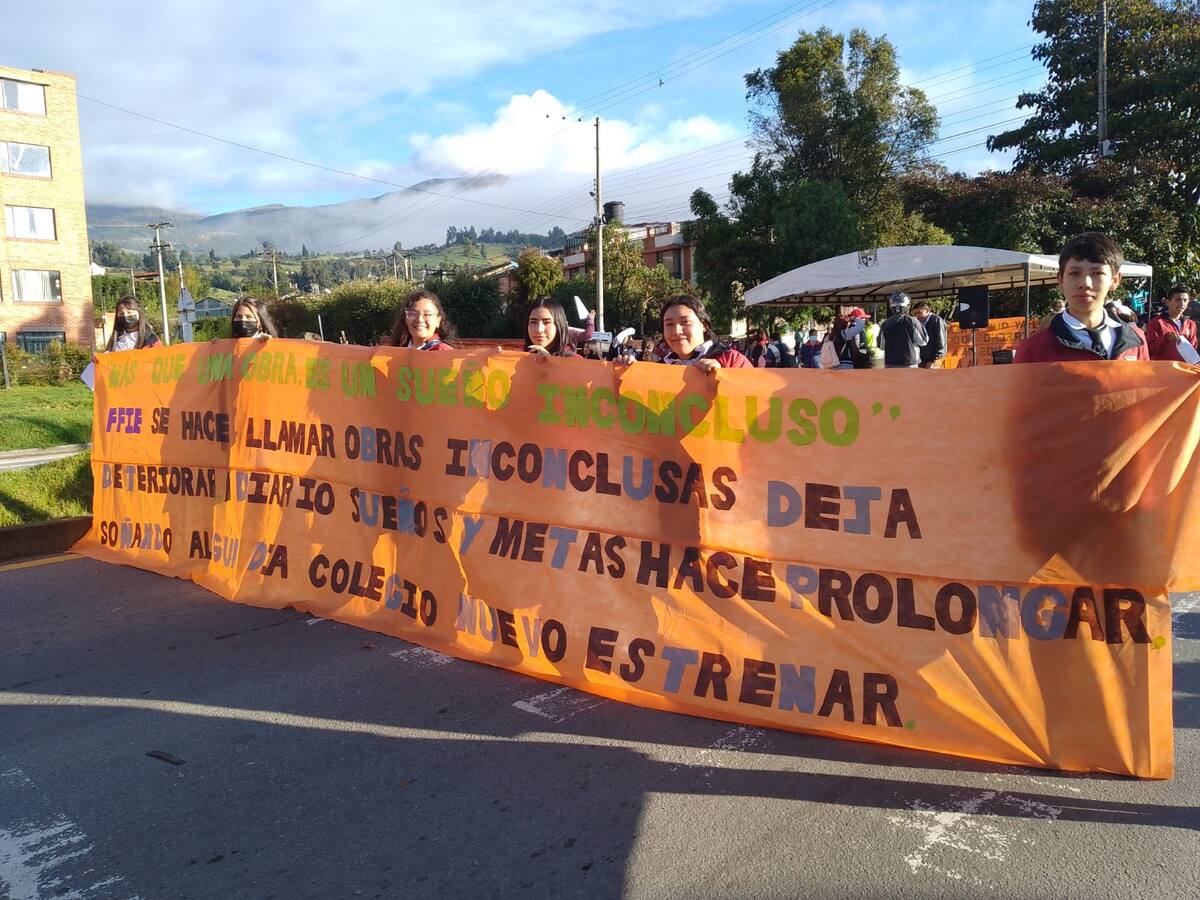 "MÁS QUE UNA OBRA, ES UN SUEÑO INCONCLUSO"
FFIE SE HACE LLAMAR OBRAS INCONCLUSAS DEJA
DETERIORAR A DIARIO SUEÑOS Y METAS HACE PROLONGAR.
SOÑANDO ALGUN DIA COLEGIO NUEVO ESTRENAR.